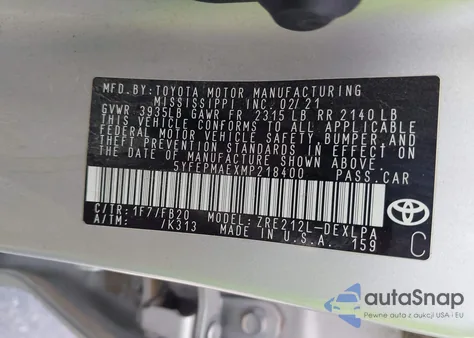 MFD.BY:TOYOTA MOTOR MANUFACTURING
MISSISSIPPI INC.02/21
GVWR 3935LB GAWR FR 2315 LB RR 2140 LB
THIS VEHICLE CONFORMS TO ALL APPLICABLE
FEDERAL MOTOR VEHICLE SAFETY, BUMPER,AND
THEFT PREVENTION STANDARDS IN EFFECT ON
THE DATE OF MANUFACTURE SHOWN ABOVE.
5YFEPMAEXMP218400 PASS.CAR
C/TR:1F7/FB20 MODEL:ZRE212L-DEXLPA
A/TM: /K313 MADE IN U.S.A. 159
TOYOTA
C
autoSnap
Pewne auta z aukcji w USA i UE